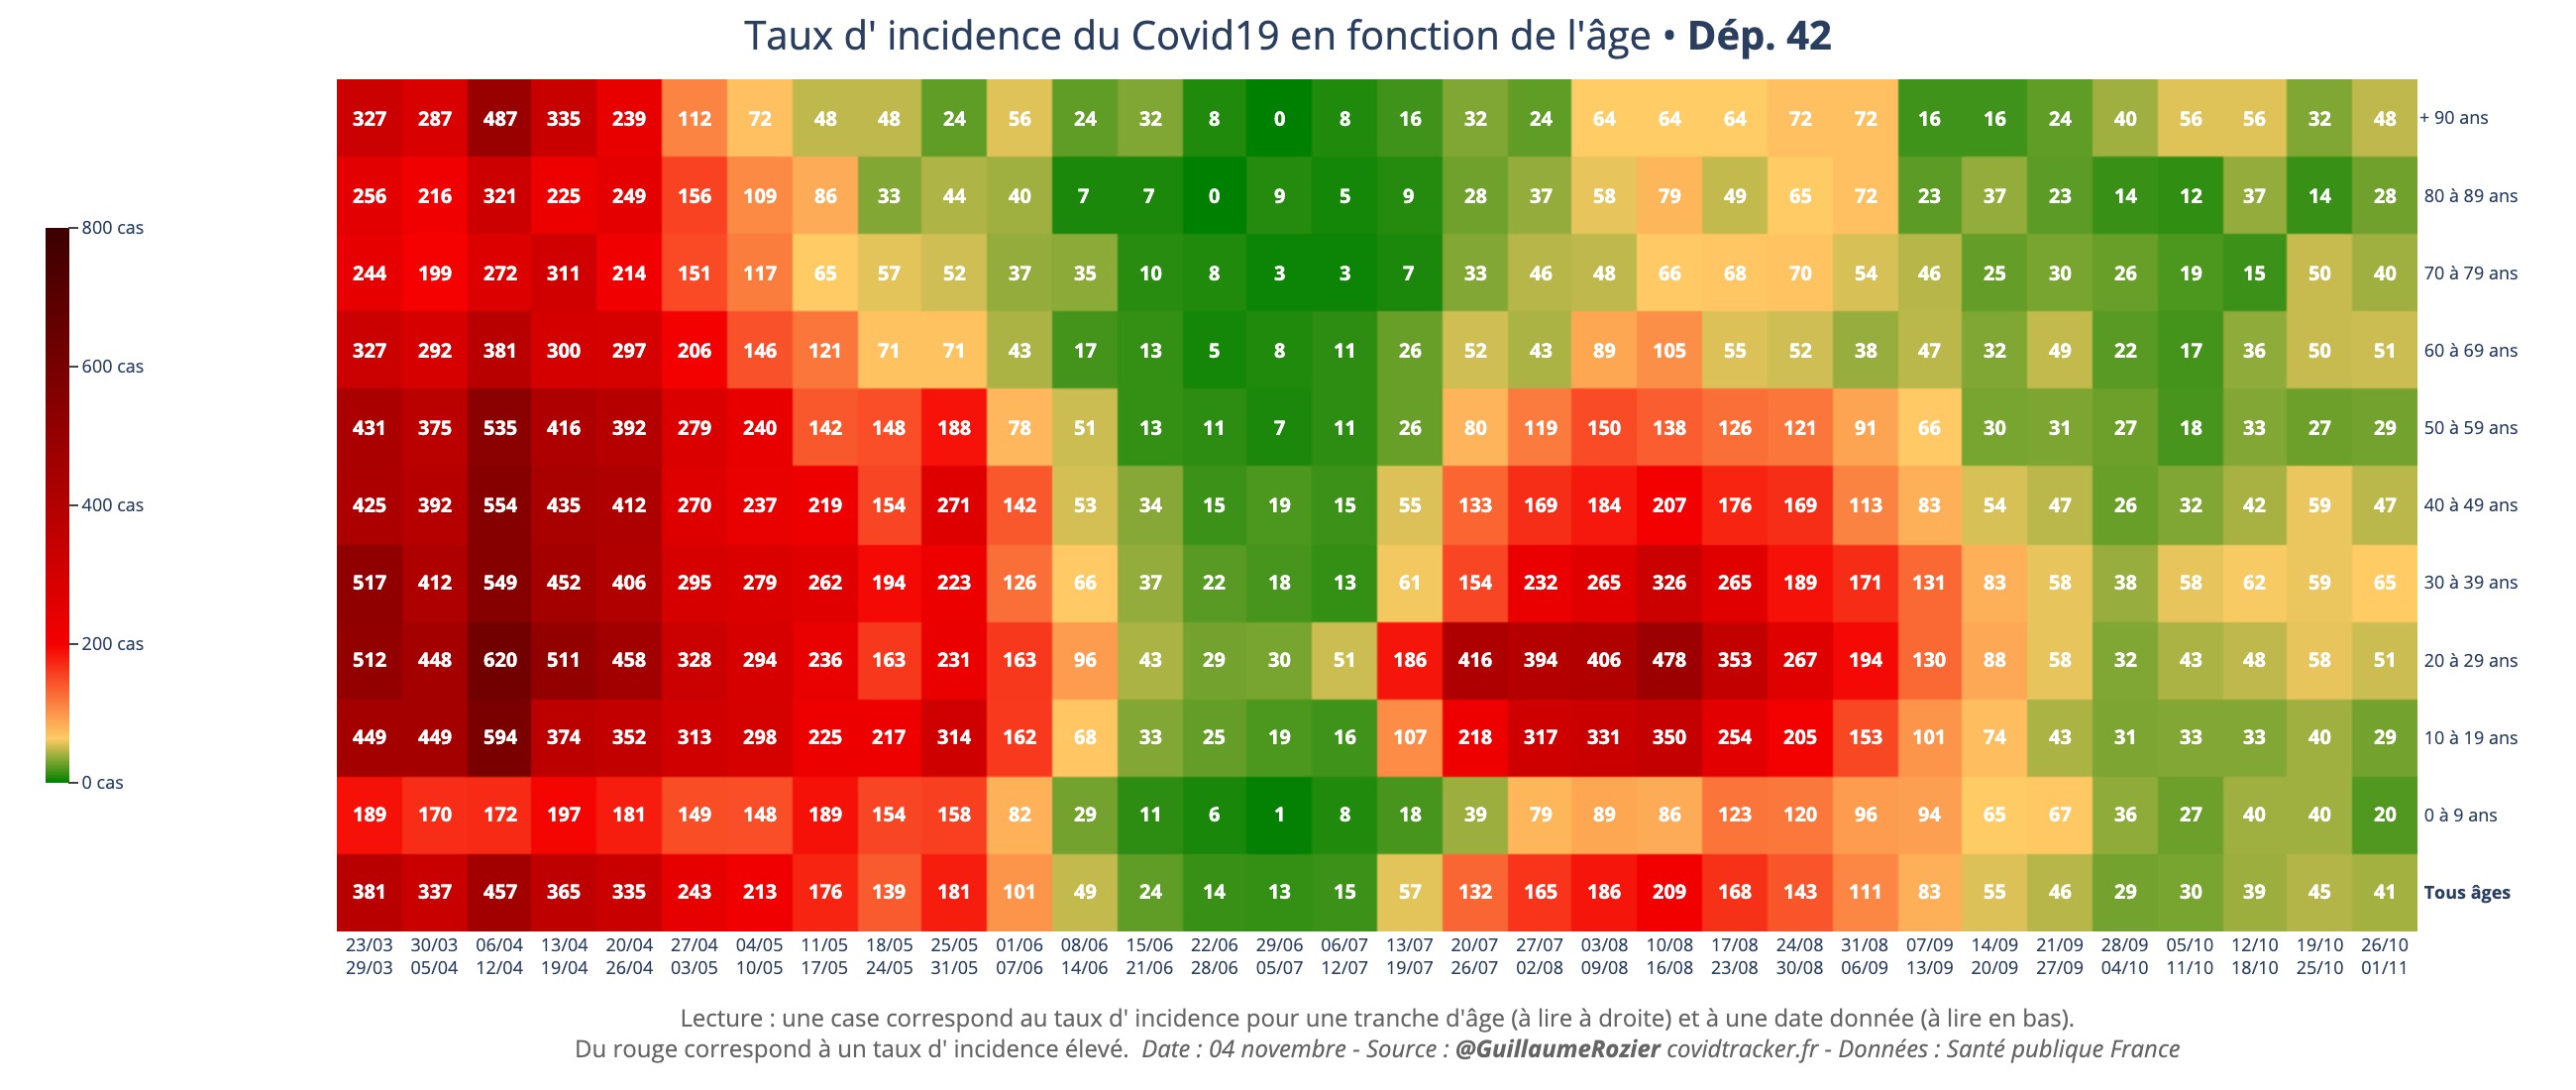 Taux d' incidence du Covid19 en fonction de l'âge • Dép. 42
800 cas
600 cas
400 cas
200 cas
0 cas
327 287 487 335 239 112 72 48 48 24 56 24 32 8 0 8 16 32 24 64 64 64 72 72 16 16 24 40 56 56 32 48 + 90 ans
256 216 321 225 249 156 109 86 33 44 40 7 7 0 9 5 9 28 37 58 79 49 65 72 23 37 23 14 12 37 14 28 80 à 89 ans
244 199 272 311 214 151 117 65 57 52 37 35 10 8 3 3 7 33 46 48 66 68 70 54 46 25 30 26 19 15 50 40 70 à 79 ans
327 292 381 300 297 206 146 121 71 71 43 17 13 5 8 11 26 52 43 89 105 55 52 38 47 32 49 22 17 36 50 51 60 à 69 ans
431 375 535 416 392 279 240 142 148 188 78 51 13 11 7 11 26 80 119 150 138 126 121 91 66 30 31 27 18 33 27 29 50 à 59 ans
425 392 554 435 412 270 237 219 154 271 142 53 34 15 19 15 55 133 169 184 207 176 169 113 83 54 47 26 32 42 59 47 40 à 49 ans
517 412 549 452 406 295 279 262 194 223 126 66 37 22 18 13 61 154 232 265 326 265 189 171 131 83 58 38 58 62 59 65 30 à 39 ans
512 448 620 511 458 328 294 236 163 231 163 96 43 29 30 51 186 416 394 406 478 353 267 194 130 88 58 32 43 48 58 51 20 à 29 ans
449 449 594 374 352 313 298 225 217 314 162 68 33 25 19 16 107 218 317 331 350 254 205 153 101 74 43 31 33 33 40 29 10 à 19 ans
189 170 172 197 181 149 148 189 154 158 82 29 11 6 1 8 18 39 79 89 86 123 120 96 94 65 67 36 27 40 40 20 0 à 9 ans
381 337 457 365 335 243 213 176 139 181 101 49 24 14 13 15 57 132 165 186 209 168 143 111 83 55 46 29 30 39 45 41 Tous âges
23/03 30/03 06/04 13/04 20/04 27/04 04/05 11/05 18/05 25/05 01/06 08/06 15/06 22/06 29/06 06/07 13/07 20/07 27/07 03/08 10/08 17/08 24/08 31/08 07/09 14/09 21/09 28/09 05/10 12/10 19/10 26/10
29/03 05/04 12/04 19/04 26/04 03/05 10/05 17/05 24/05 31/05 07/06 14/06 21/06 28/06 05/07 12/07 19/07 26/07 02/08 09/08 16/08 23/08 30/08 06/09 13/09 20/09 27/09 04/10 11/10 18/10 25/10 01/11
Lecture : une case correspond au taux d' incidence pour une tranche d'âge (à lire à droite) et à une date donnée (à lire en bas).
Du rouge correspond à un taux d' incidence élevé. Date : 04 novembre - Source : @GuillaumeRozier covidtracker.fr - Données : Santé publique France